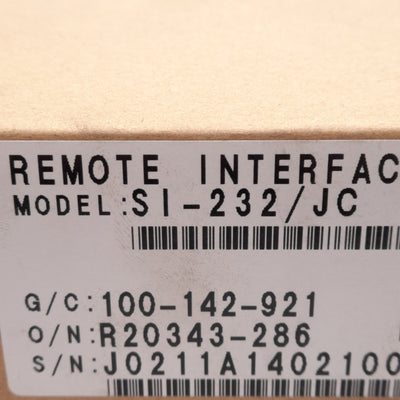 REMOTE INTERFAC
MODEL:SI-232/JC
G/C:100-142-921
O/N:R20343-286
S/N:J0211A1402100